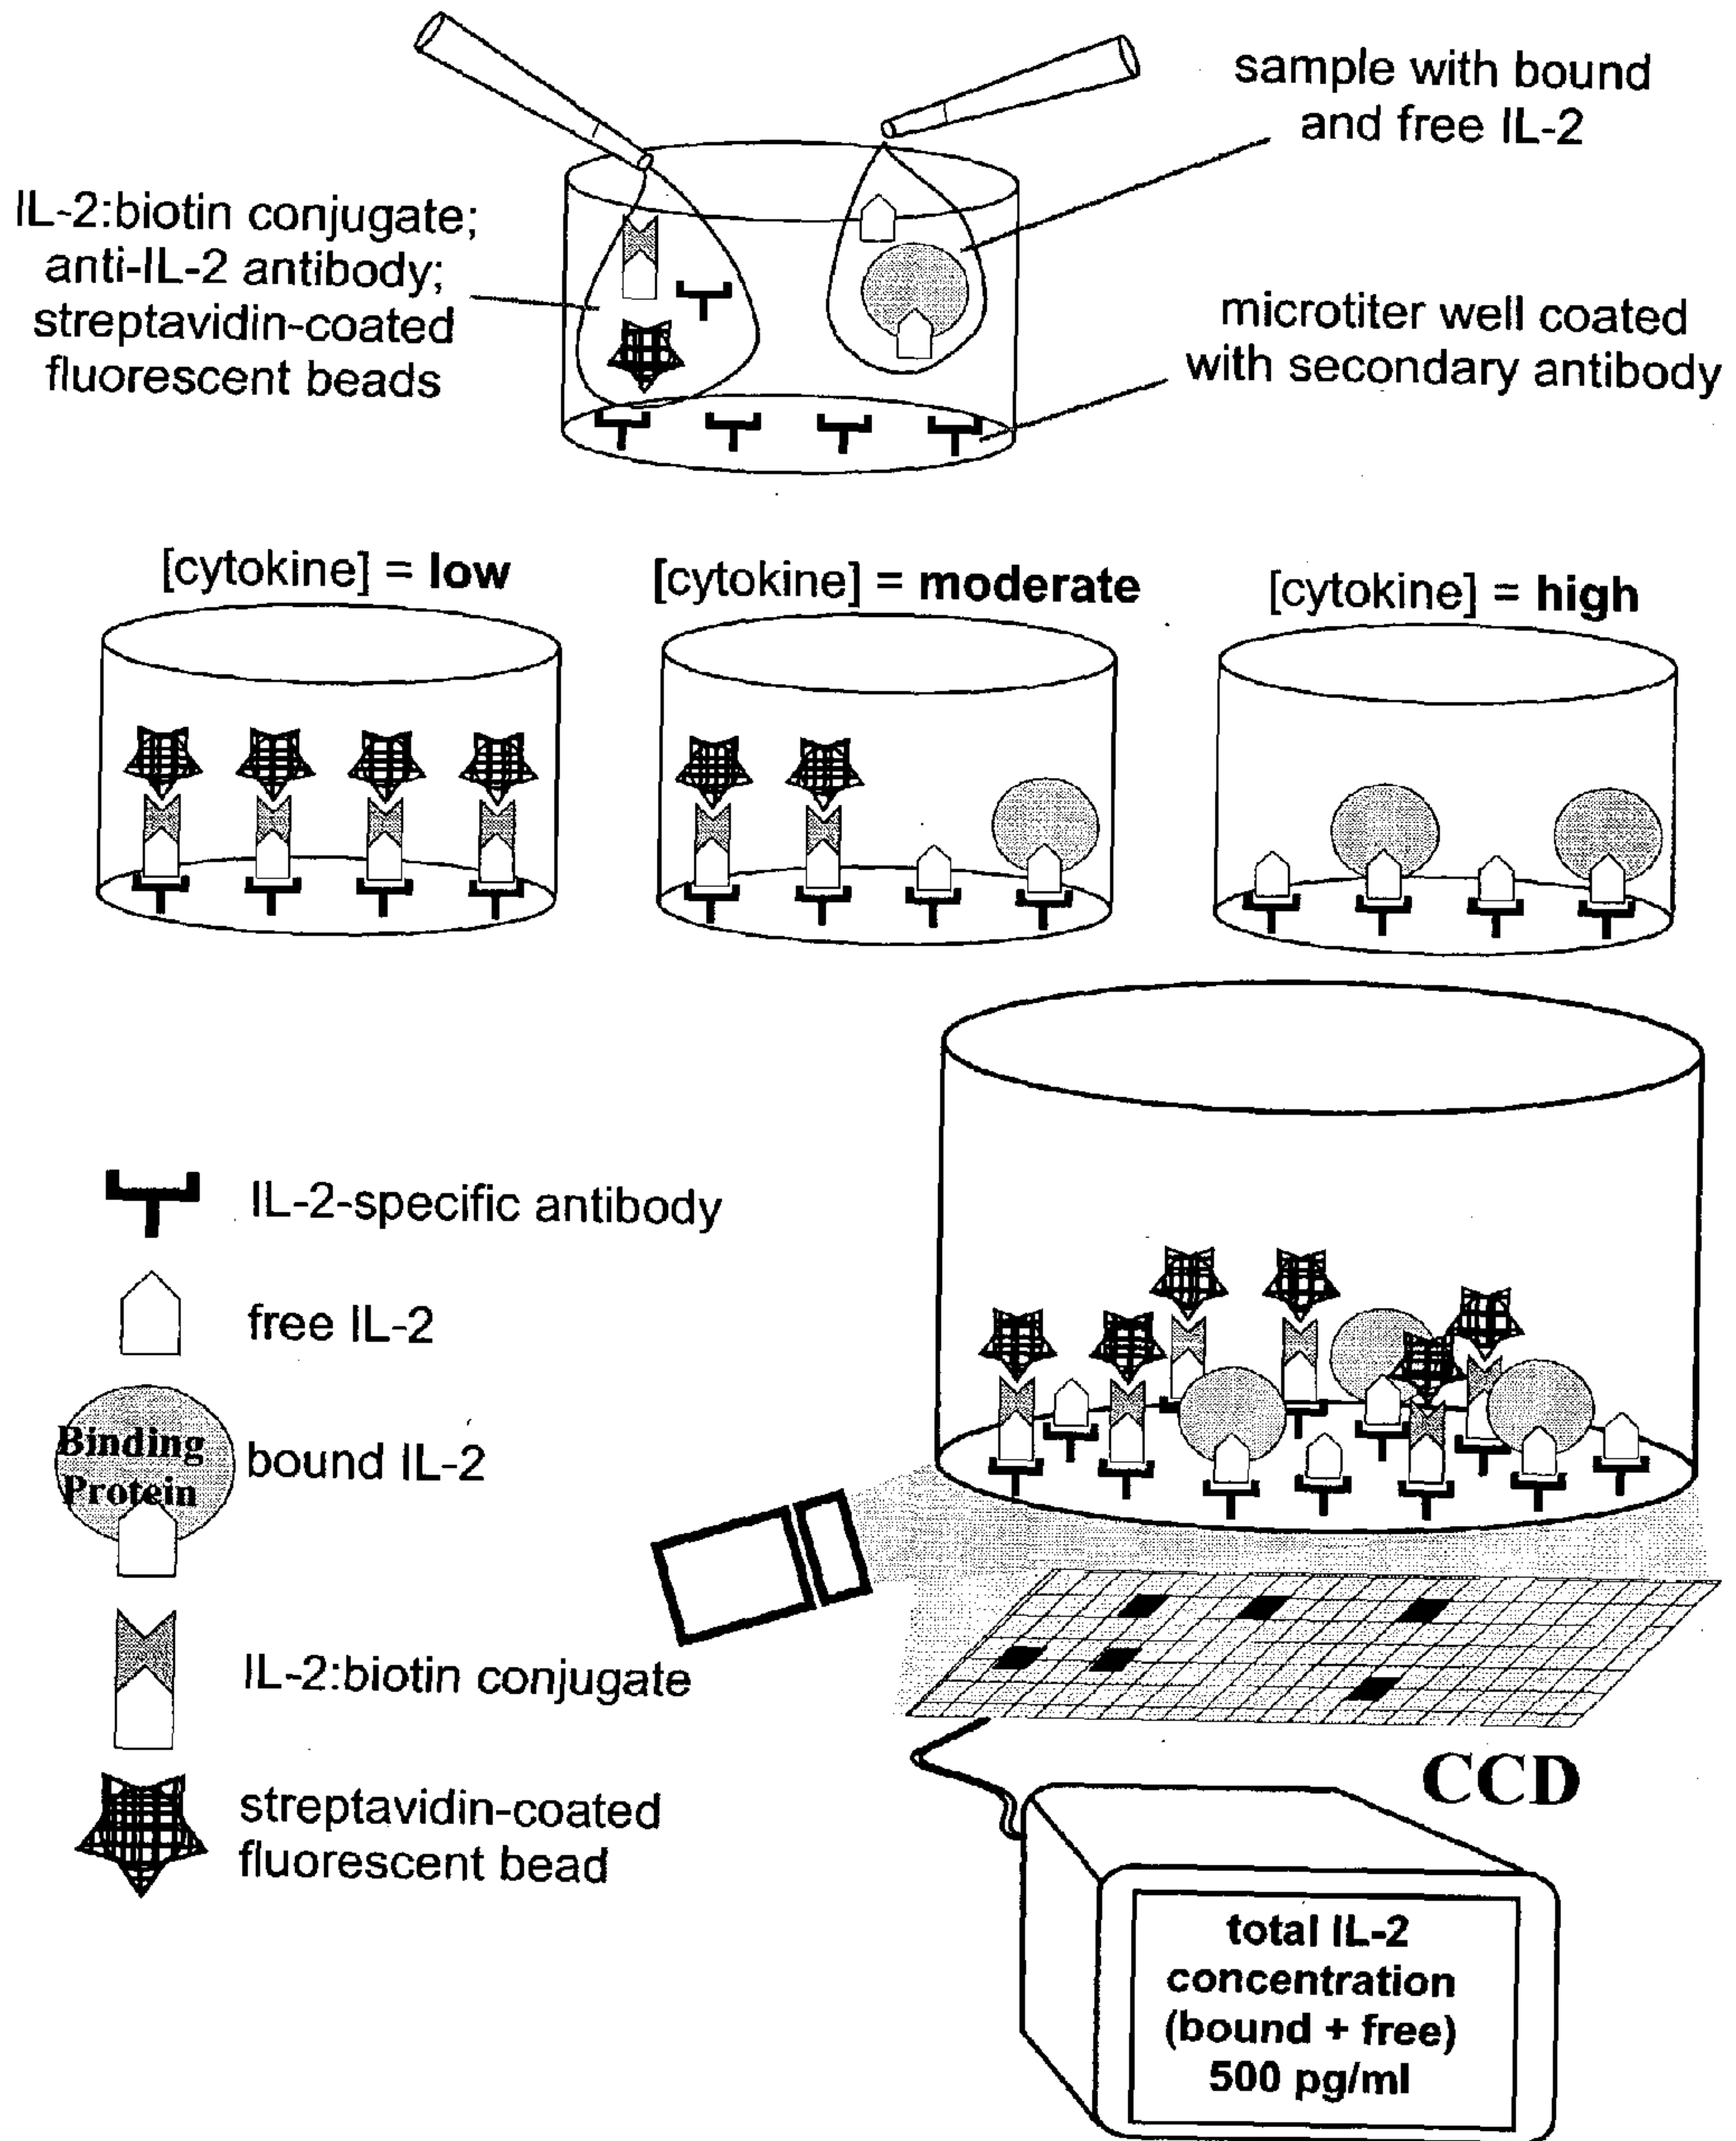 sample with bound
and free IL-2
IL-2:biotin conjugate;
anti-IL-2 antibody;
streptavidin-coated
fluorescent beads
microtiter well coated
with secondary antibody
[cytokine] = low
[cytokine] = moderate
[cytokine] = high
IL-2-specific antibody
free IL-2
Binding
Protein
bound IL-2
IL-2:biotin conjugate
streptavidin-coated
fluorescent bead
CCD
total IL-2
concentration
(bound + free)
500 pg/ml